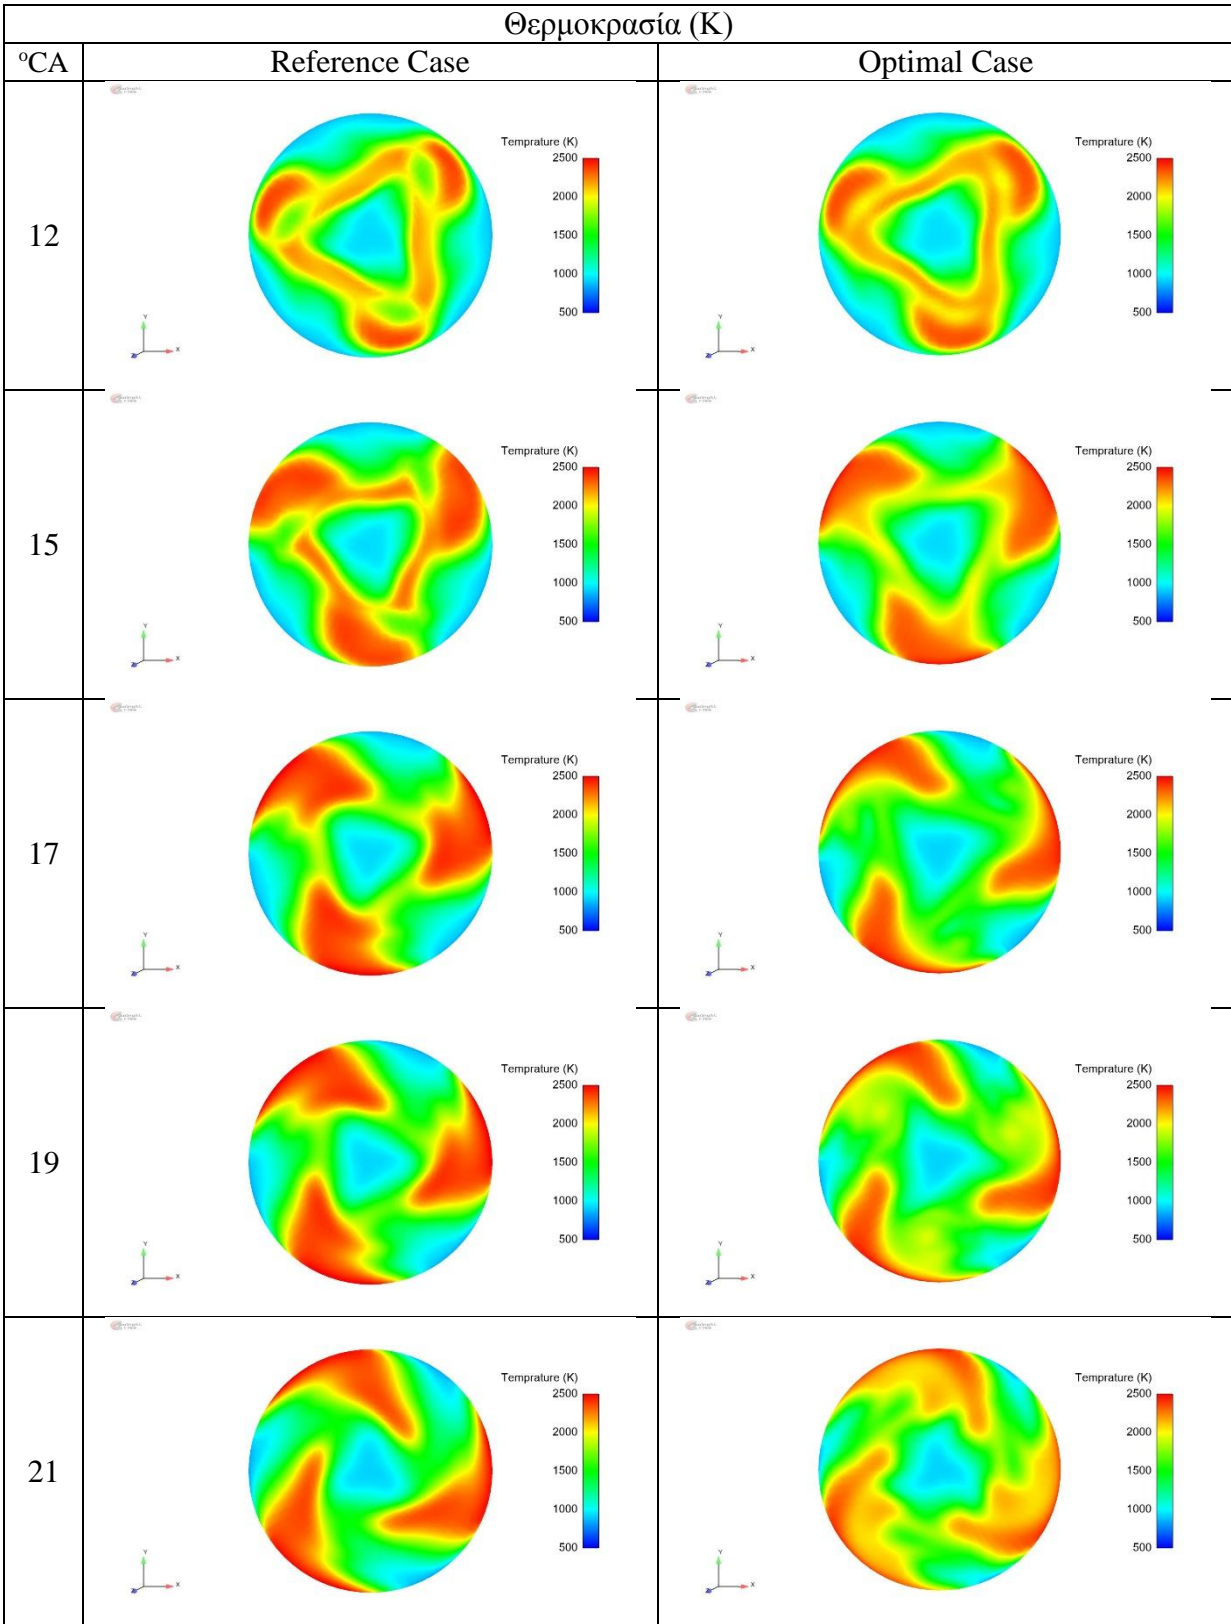 Θερμοκρασία (K)
ºCA
Reference Case
Optimal Case
12
Temprature (K)
2500
2000
1500
1000
500
Y
X
Z
Temprature (K)
2500
2000
1500
1000
500
Y
X
Z
15
Temprature (K)
2500
2000
1500
1000
500
Y
X
Z
Temprature (K)
2500
2000
1500
1000
500
Y
X
Z
17
Temprature (K)
2500
2000
1500
1000
500
Y
X
Z
Temprature (K)
2500
2000
1500
1000
500
Y
X
Z
19
Temprature (K)
2500
2000
1500
1000
500
Y
X
Z
Temprature (K)
2500
2000
1500
1000
500
Y
X
Z
21
Temprature (K)
2500
2000
1500
1000
500
Y
X
Z
Temprature (K)
2500
2000
1500
1000
500
Y
X
Z